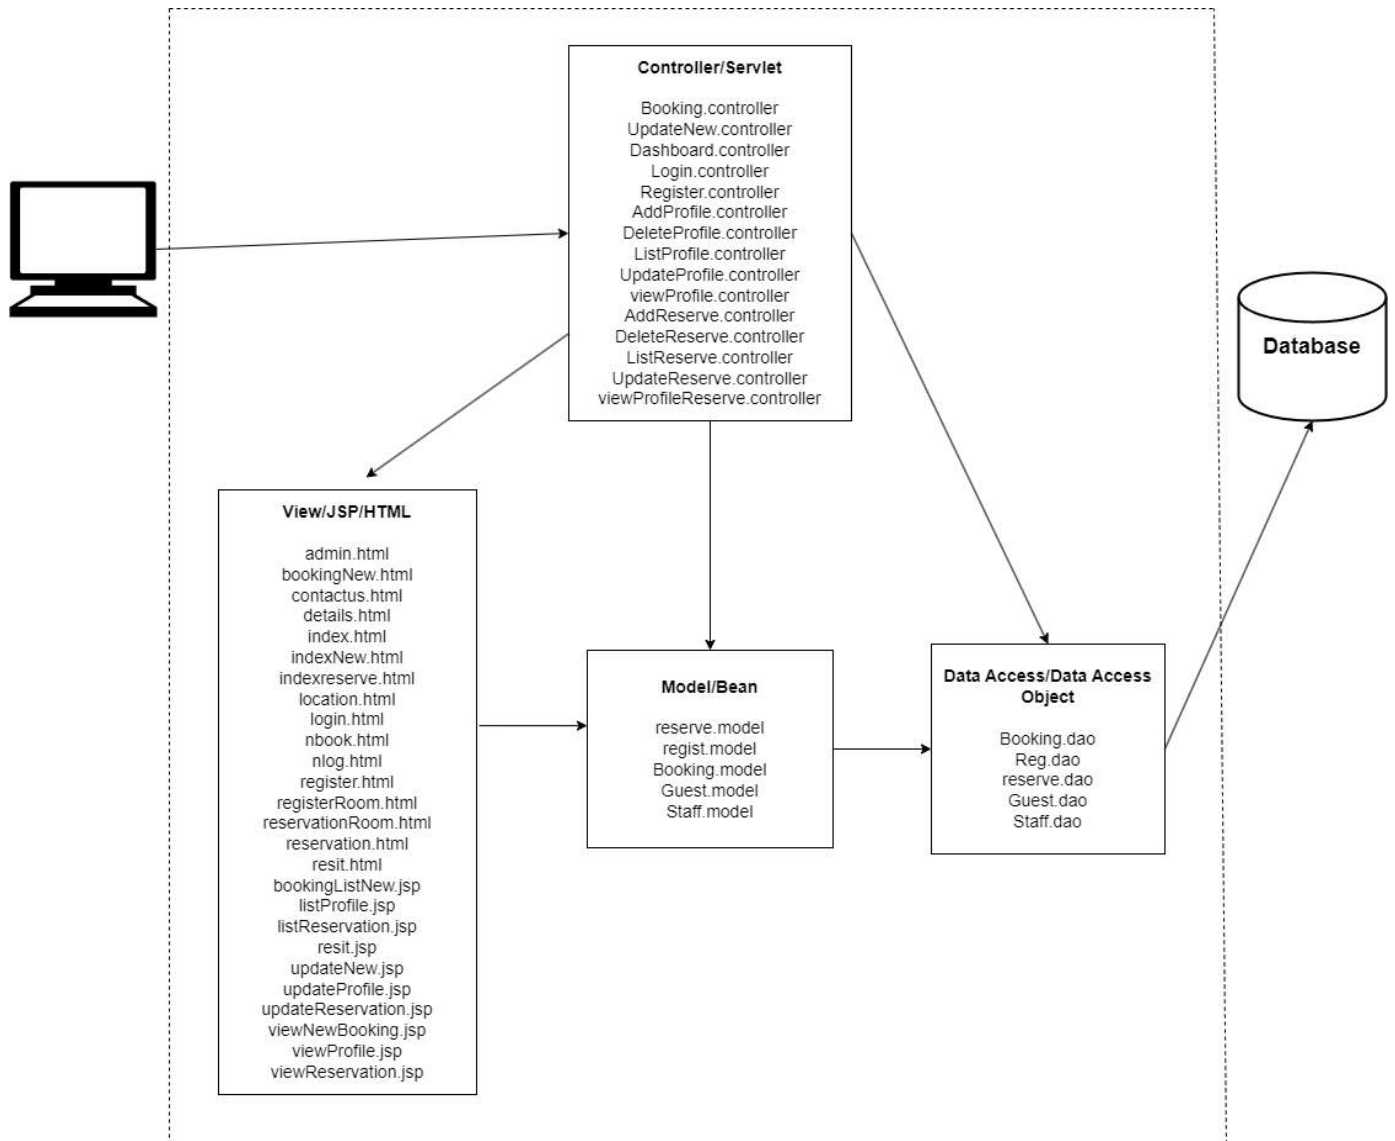 Controller/Servlet
Booking.controller
UpdateNew.controller
Dashboard.controller
Login.controller
Register.controller
AddProfile.controller
DeleteProfile.controller
ListProfile.controller
UpdateProfile.controller
viewProfile.controller
AddReserve.controller
DeleteReserve.controller
ListReserve.controller
UpdateReserve.controller
viewProfileReserve.controller
Database
View/JSP/HTML
admin.html
bookingNew.html
contactus.html
details.html
index.html
indexNew.html
indexreserve.html
location.html
login.html
nbook.html
nlog.html
register.html
registerRoom.html
reservationRoom.html
reservation.html
resit.html
bookingListNew.jsp
listProfile.jsp
listReservation.jsp
resit.jsp
updateNew.jsp
updateProfile.jsp
updateReservation.jsp
viewNewBooking.jsp
viewProfile.jsp
viewReservation.jsp
Model/Bean
reserve.model
regist.model
Booking.model
Guest.model
Staff.model
Data Access/Data Access
Object
Booking.dao
Reg.dao
reserve.dao
Guest.dao
Staff.dao